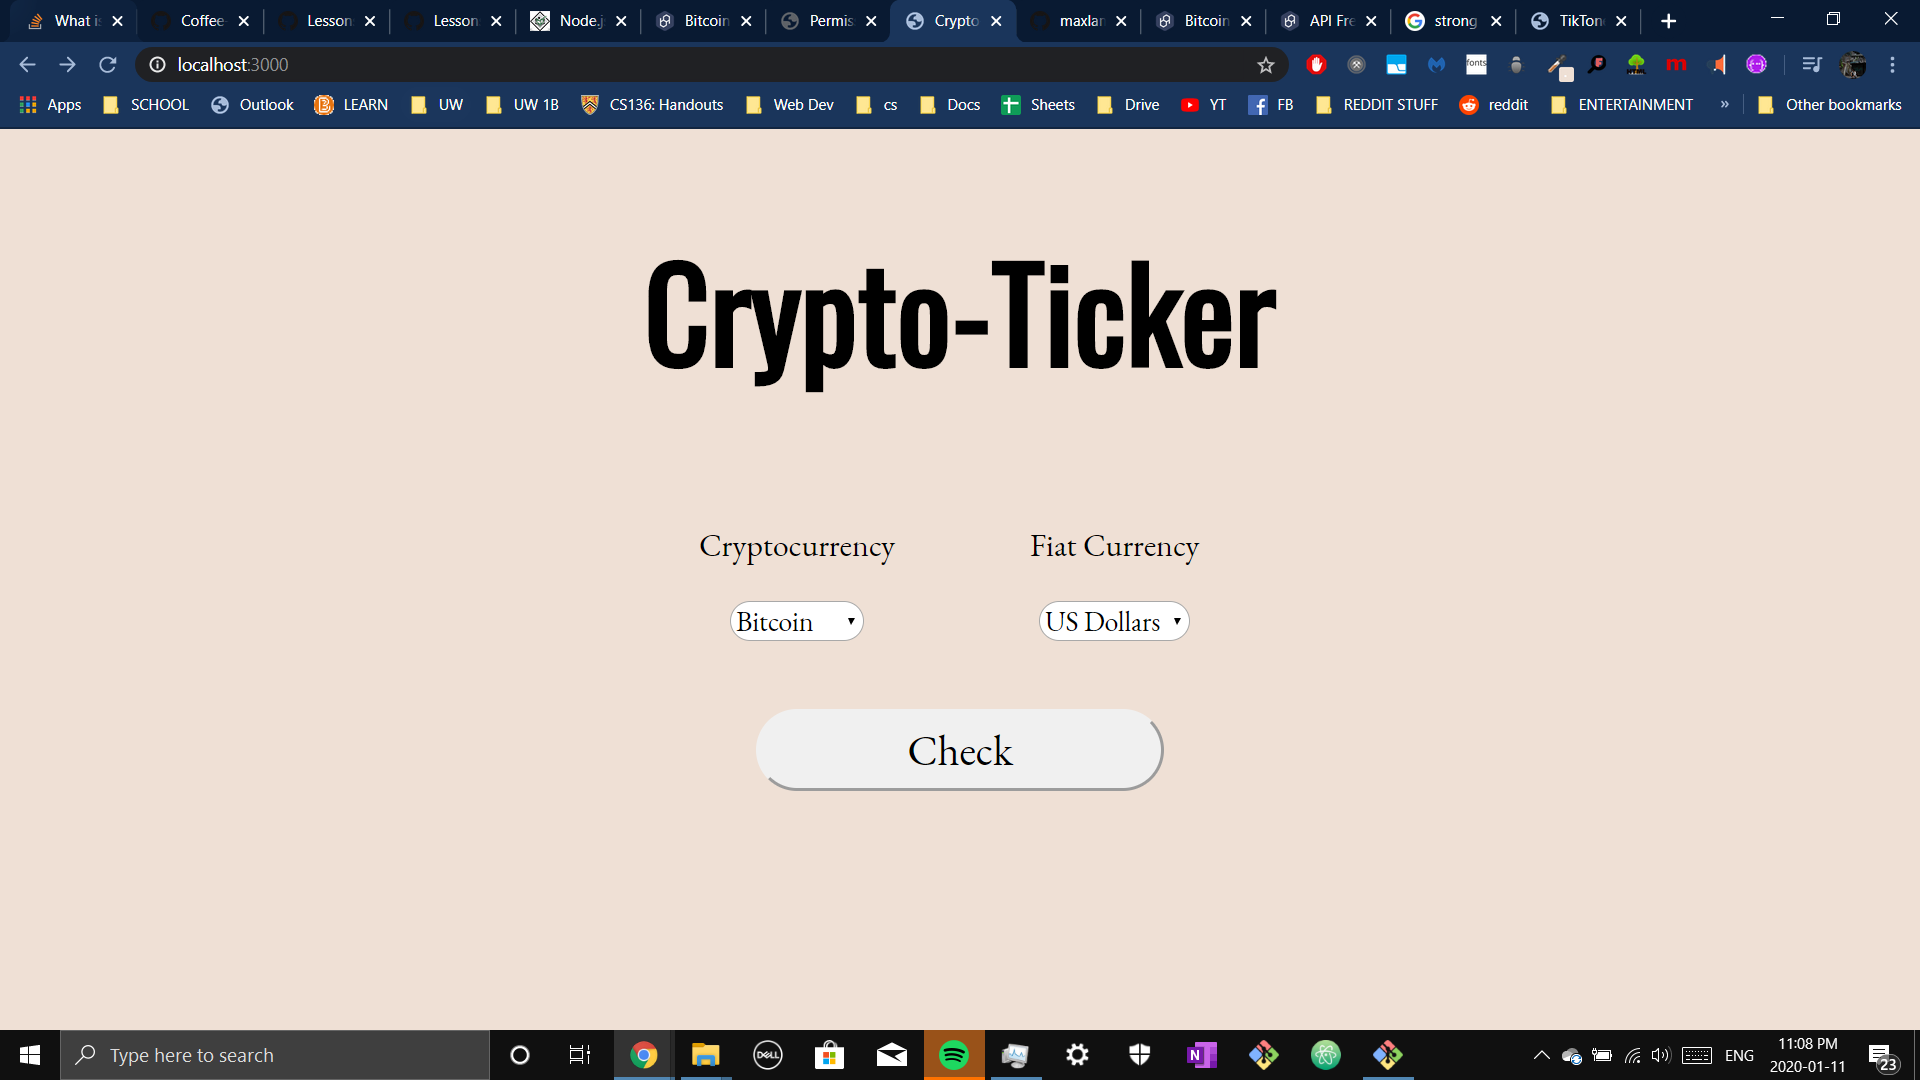 What i
Coffee-
Lesson
Lesson
Node.j
Bitcoin
Permis
Crypto
maxlan
Bitcoin
API Fre
strong
TikTon
localhost:3000
fonts
Apps SCHOOL Outlook LEARN UW UW 1B CS136: Handouts Web Dev cs Docs Sheets Drive YT FB REDDIT STUFF reddit ENTERTAINMENT » Other bookmarks
Crypto-Ticker
Cryptocurrency Fiat Currency
Bitcoin US Dollars
Check
Type here to search
DELL
N
ENG
11:08 PM
2020-01-11
23